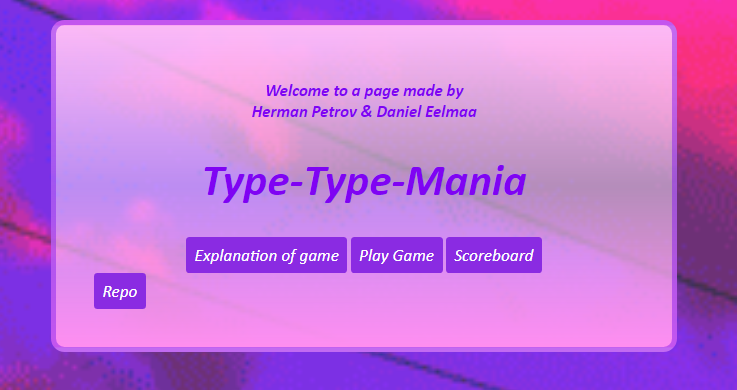 Welcome to a page made by
Herman Petrov & Daniel Eelmaa
Type-Type-Mania
Explanation of game Play Game Scoreboard
Repo